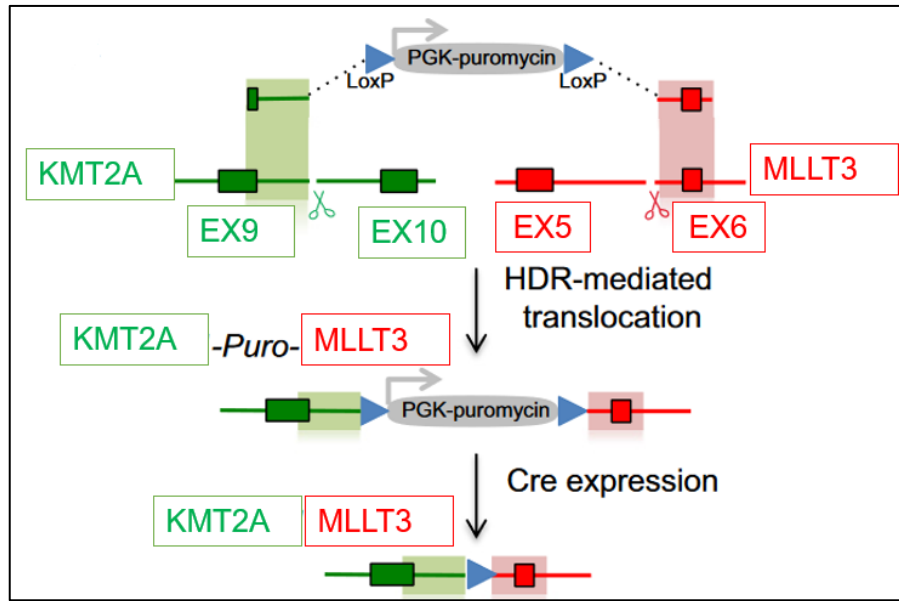 PGK-puromycin
LoxP LoxP
KMT2A MLLT3
EX9 EX10 EX5 EX6
HDR-mediated
translocation
KMT2A -Puro- MLLT3
PGK-puromycin
Cre expression
KMT2A MLLT3